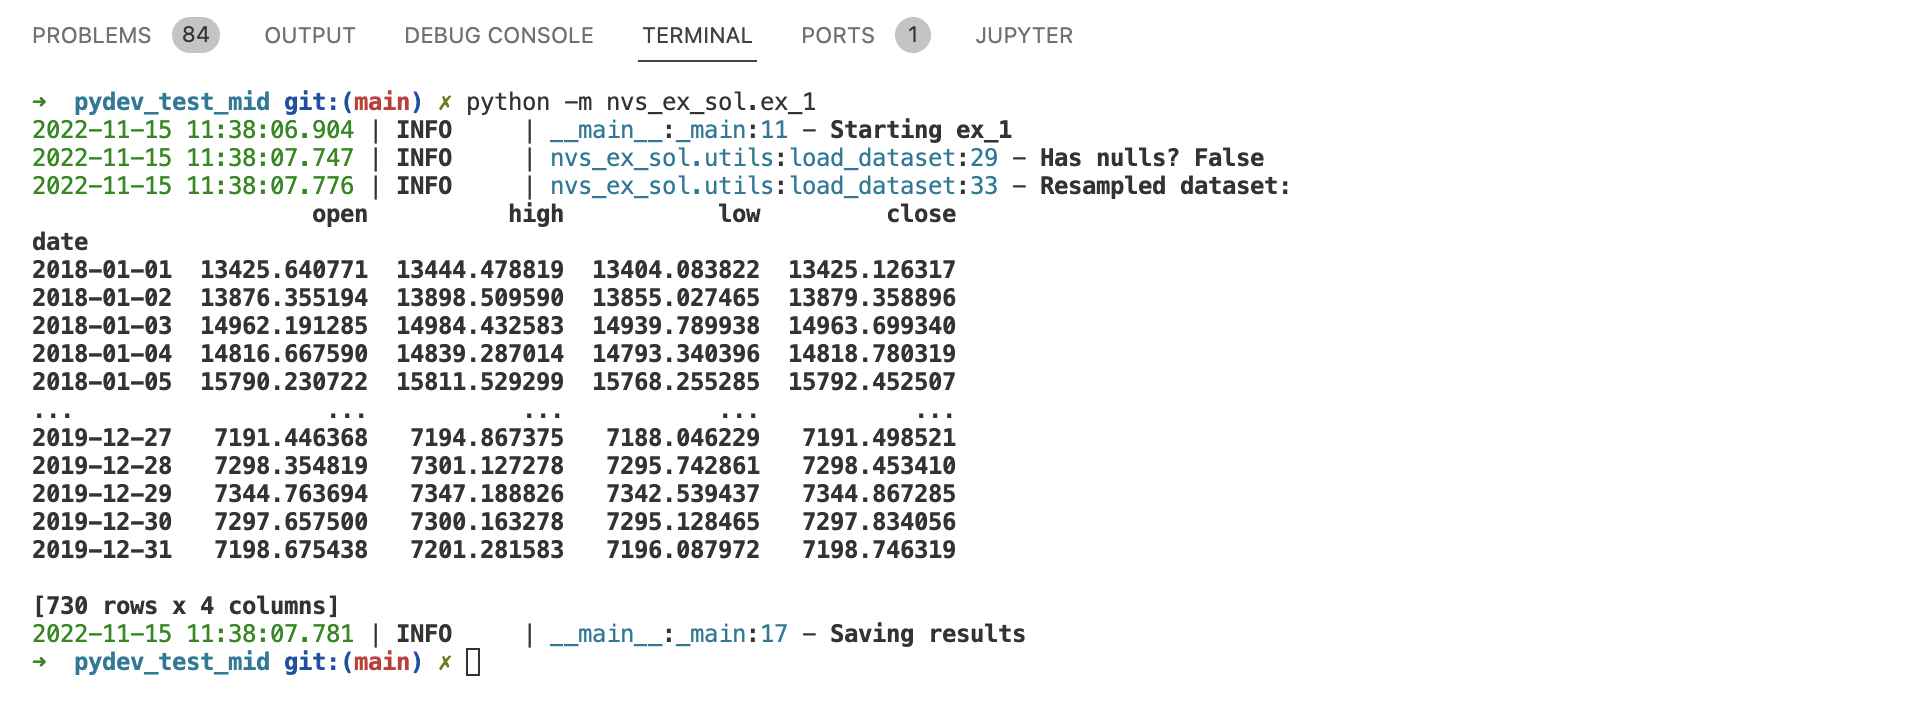 PROBLEMS 84 OUTPUT DEBUG CONSOLE TERMINAL PORTS 1 JUPYTER
➜  pydev_test_mid git:(main) ✗ python -m nvs_ex_sol.ex_1
2022-11-15 11:38:06.904 | INFO     | __main__:_main:11 - Starting ex_1
2022-11-15 11:38:07.747 | INFO     | nvs_ex_sol.utils:load_dataset:29 - Has nulls? False
2022-11-15 11:38:07.776 | INFO     | nvs_ex_sol.utils:load_dataset:33 - Resampled dataset:
                    open          high           low         close
date
2018-01-01  13425.640771  13444.478819  13404.083822  13425.126317
2018-01-02  13876.355194  13898.509590  13855.027465  13879.358896
2018-01-03  14962.191285  14984.432583  14939.789938  14963.699340
2018-01-04  14816.667590  14839.287014  14793.340396  14818.780319
2018-01-05  15790.230722  15811.529299  15768.255285  15792.452507
...                  ...           ...           ...           ...
2019-12-27   7191.446368   7194.867375   7188.046229   7191.498521
2019-12-28   7298.354819   7301.127278   7295.742861   7298.453410
2019-12-29   7344.763694   7347.188826   7342.539437   7344.867285
2019-12-30   7297.657500   7300.163278   7295.128465   7297.834056
2019-12-31   7198.675438   7201.281583   7196.087972   7198.746319
[730 rows x 4 columns]
2022-11-15 11:38:07.781 | INFO     | __main__:_main:17 - Saving results
➜  pydev_test_mid git:(main) ✗